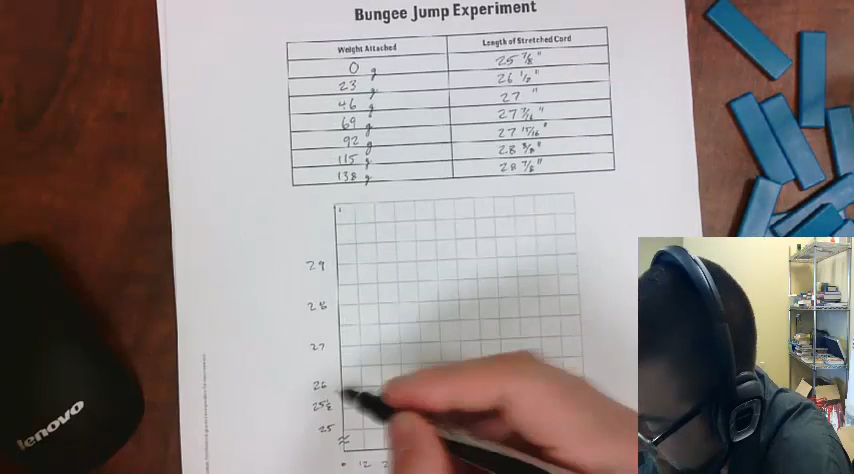 Bungee Jump Experiment
Weight Attached Length of Stretched Cord
0 g 25 7/8"
23 g 26 1/2"
46 g 27 "
69 g 27 7/16"
92 g 27 15/16"
115 g 28 3/8"
138 g 28 7/8"
29
28
27
26
25 1/2
25
0 12
lenovo